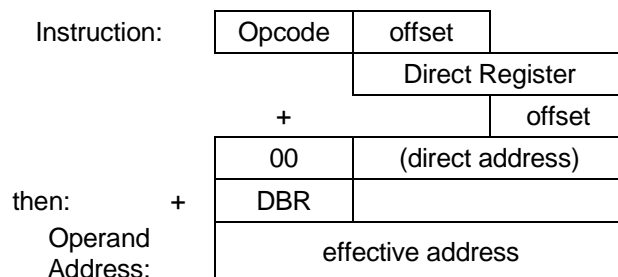 Instruction: Opcode offset
Direct Register
+ offset
00 (direct address)
then: + DBR
Operand
Address: effective address